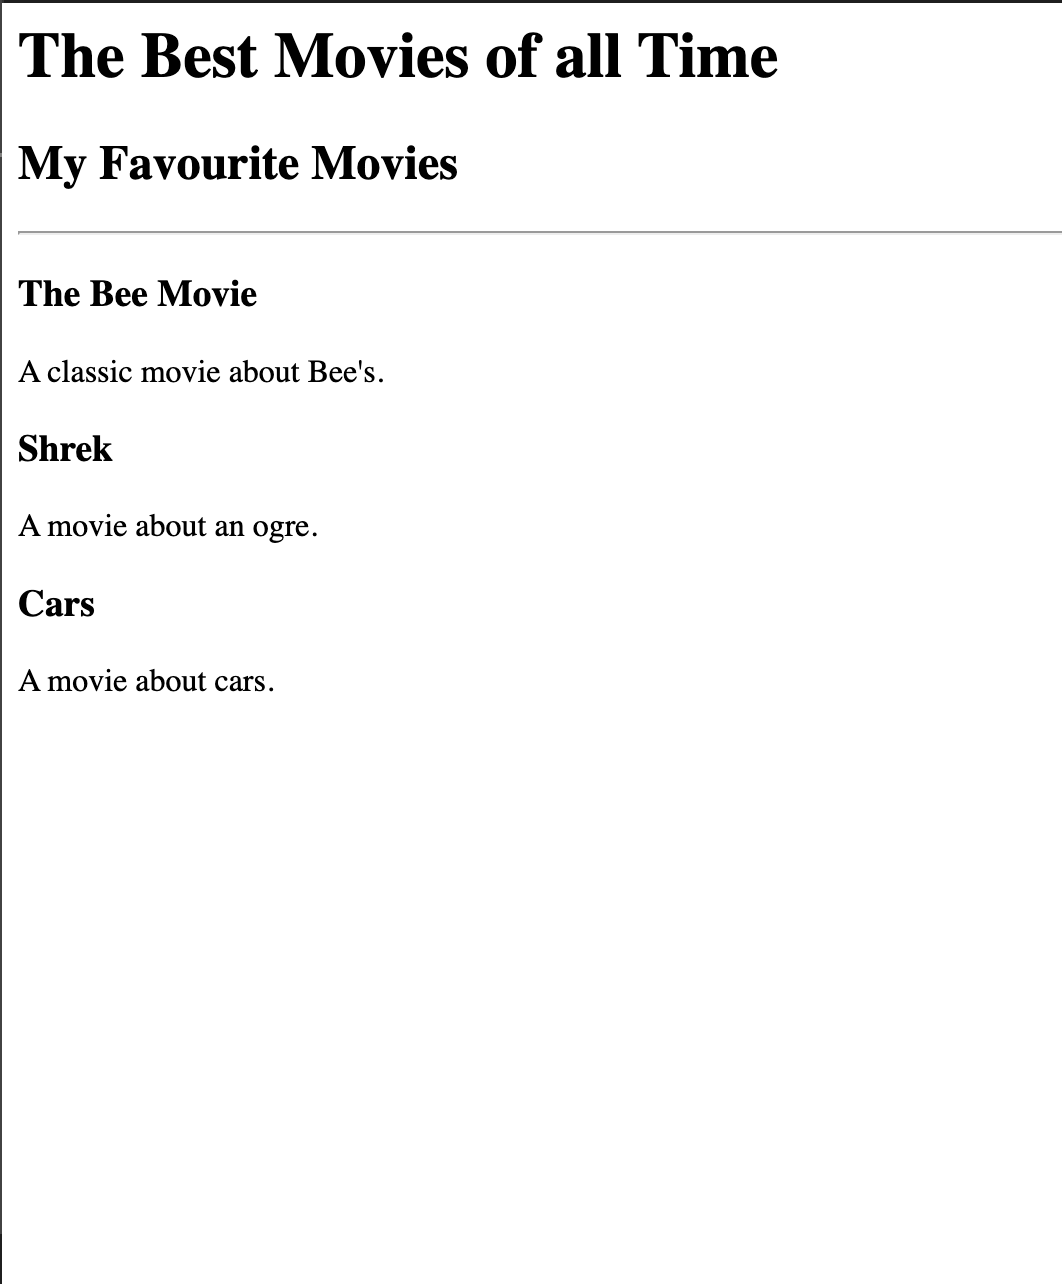 The Best Movies of all Time
My Favourite Movies
The Bee Movie
A classic movie about Bee's.
Shrek
A movie about an ogre.
Cars
A movie about cars.